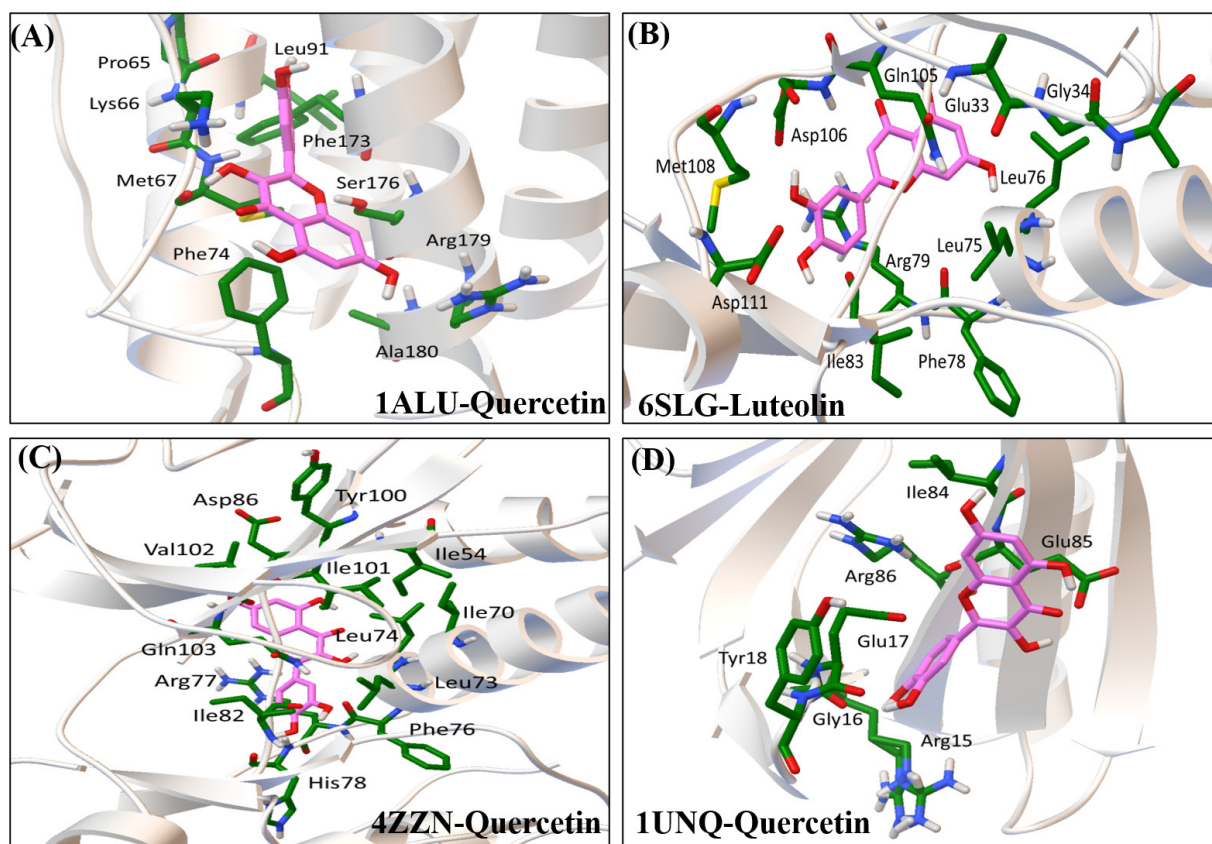 (A)
Leu91
Pro65
Lys66
Phe173
Met67
Ser176
Phe74
Arg179
Ala180
1ALU-Quercetin
(B)
Gln105
Glu33
Gly34
Asp106
Met108
Leu76
Leu75
Arg79
Asp111
Ile83
Phe78
6SLG-Luteolin
(C)
Asp86
Tyr100
Val102
Ile54
Ile101
Ile70
Leu74
Gln103
Arg77
Leu73
Ile82
Phe76
His78
4ZZN-Quercetin
(D)
Ile84
Glu85
Arg86
Glu17
Tyr18
Gly16
Arg15
1UNQ-Quercetin